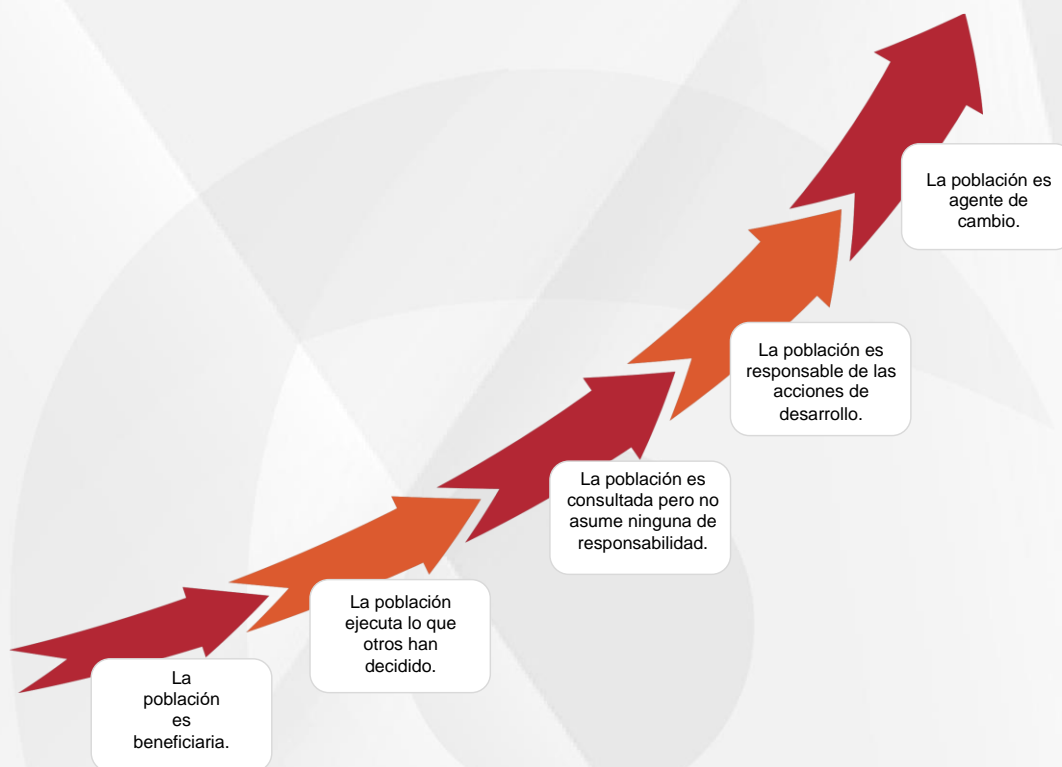 La población es
agente de
cambio.
La población es
responsable de las
acciones de
desarrollo.
La población es
consultada pero no
asume ninguna de
responsabilidad.
La población
ejecuta lo que
otros han
decidido.
La
población
es
beneficiaria.